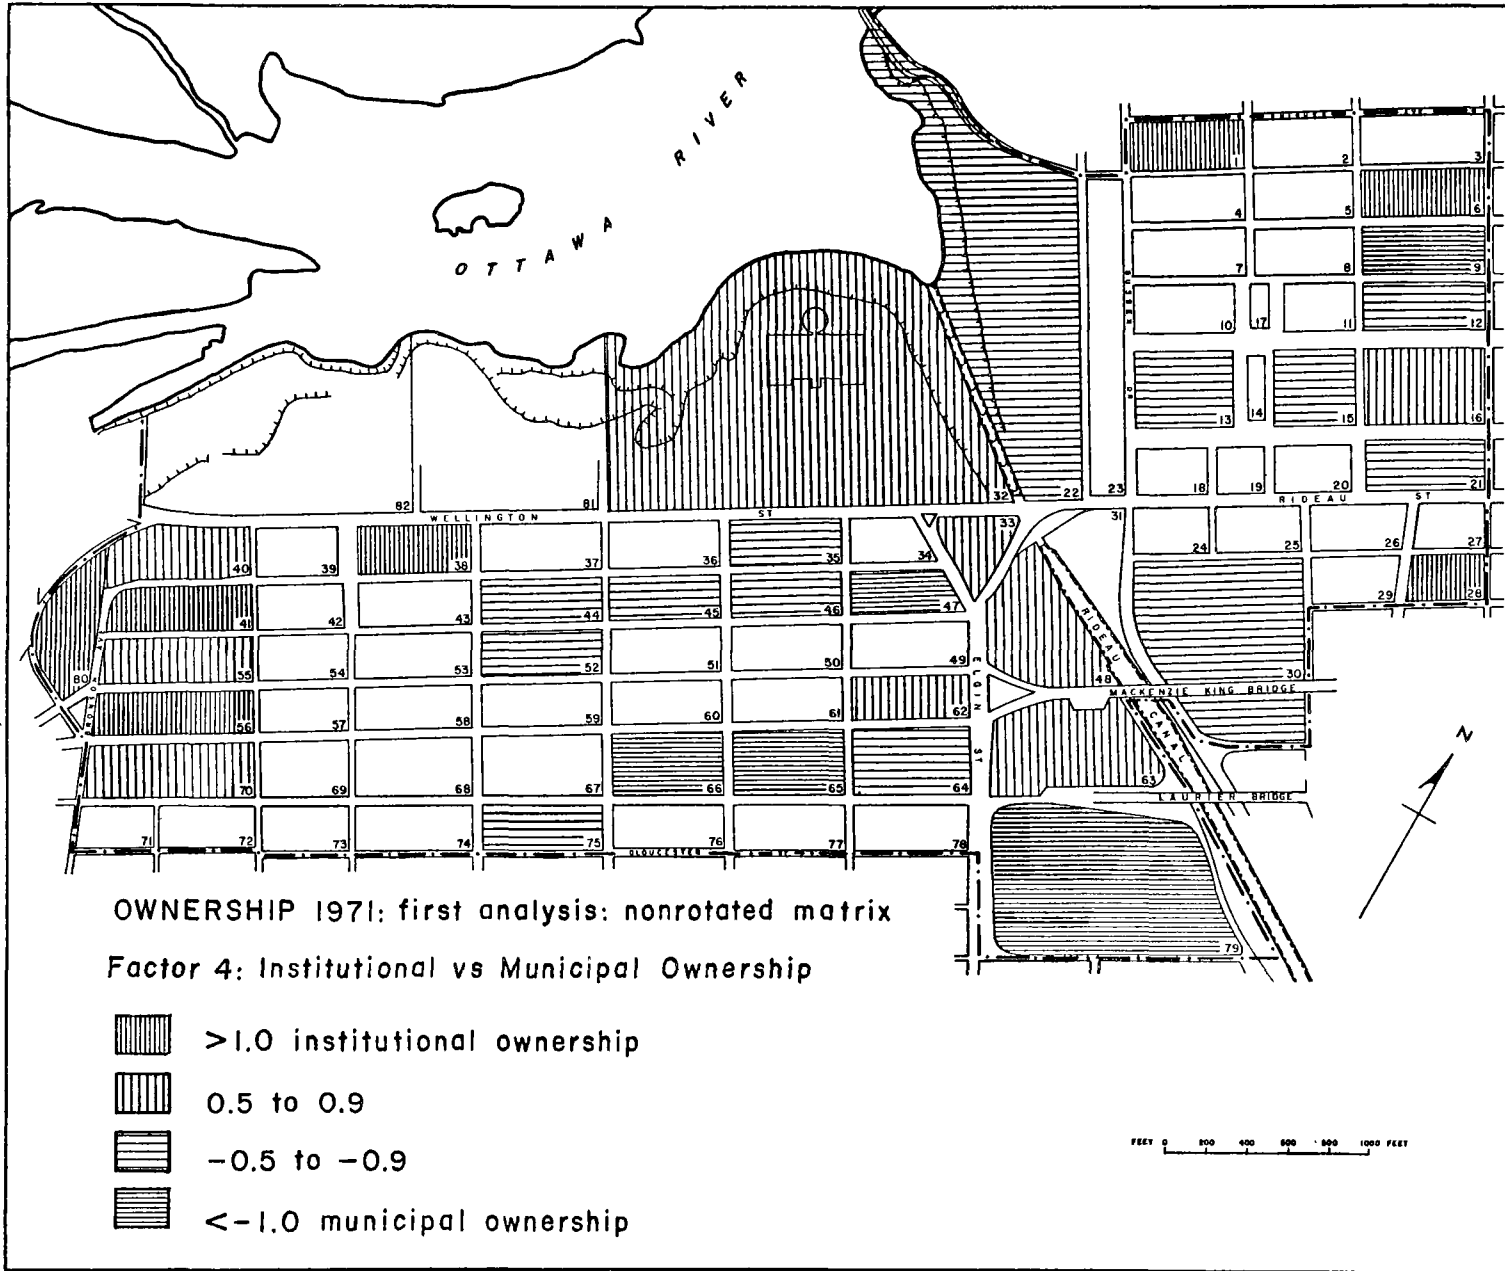 OTTAWA RIVER
1 2 3
4 5 6
7 8 9
10 17 11 12
13 14 15 16
18 19 20 21
RIDEAU ST
82 81 32 22 23
WELLINGTON ST
33 31
24 25 26 27
40 39 38 37 36 35 34
29 28
41 42 43 44 45 46 47
RIDEAU CANAL
55 54 53 52 51 50 49
ELGIN ST
80 48 30
MACKENZIE KING BRIDGE
56 57 58 59 60 61 62
70 69 68 67 66 65 64 63
LAURIER BRIDGE
71 72 73 74 75 76 77 78
GLOUCESTER ST
79
N
OWNERSHIP 1971: first analysis: nonrotated matrix
Factor 4: Institutional vs Municipal Ownership
>1.0 institutional ownership
0.5 to 0.9
-0.5 to -0.9
<-1.0 municipal ownership
FEET 0 200 400 600 800 1000 FEET